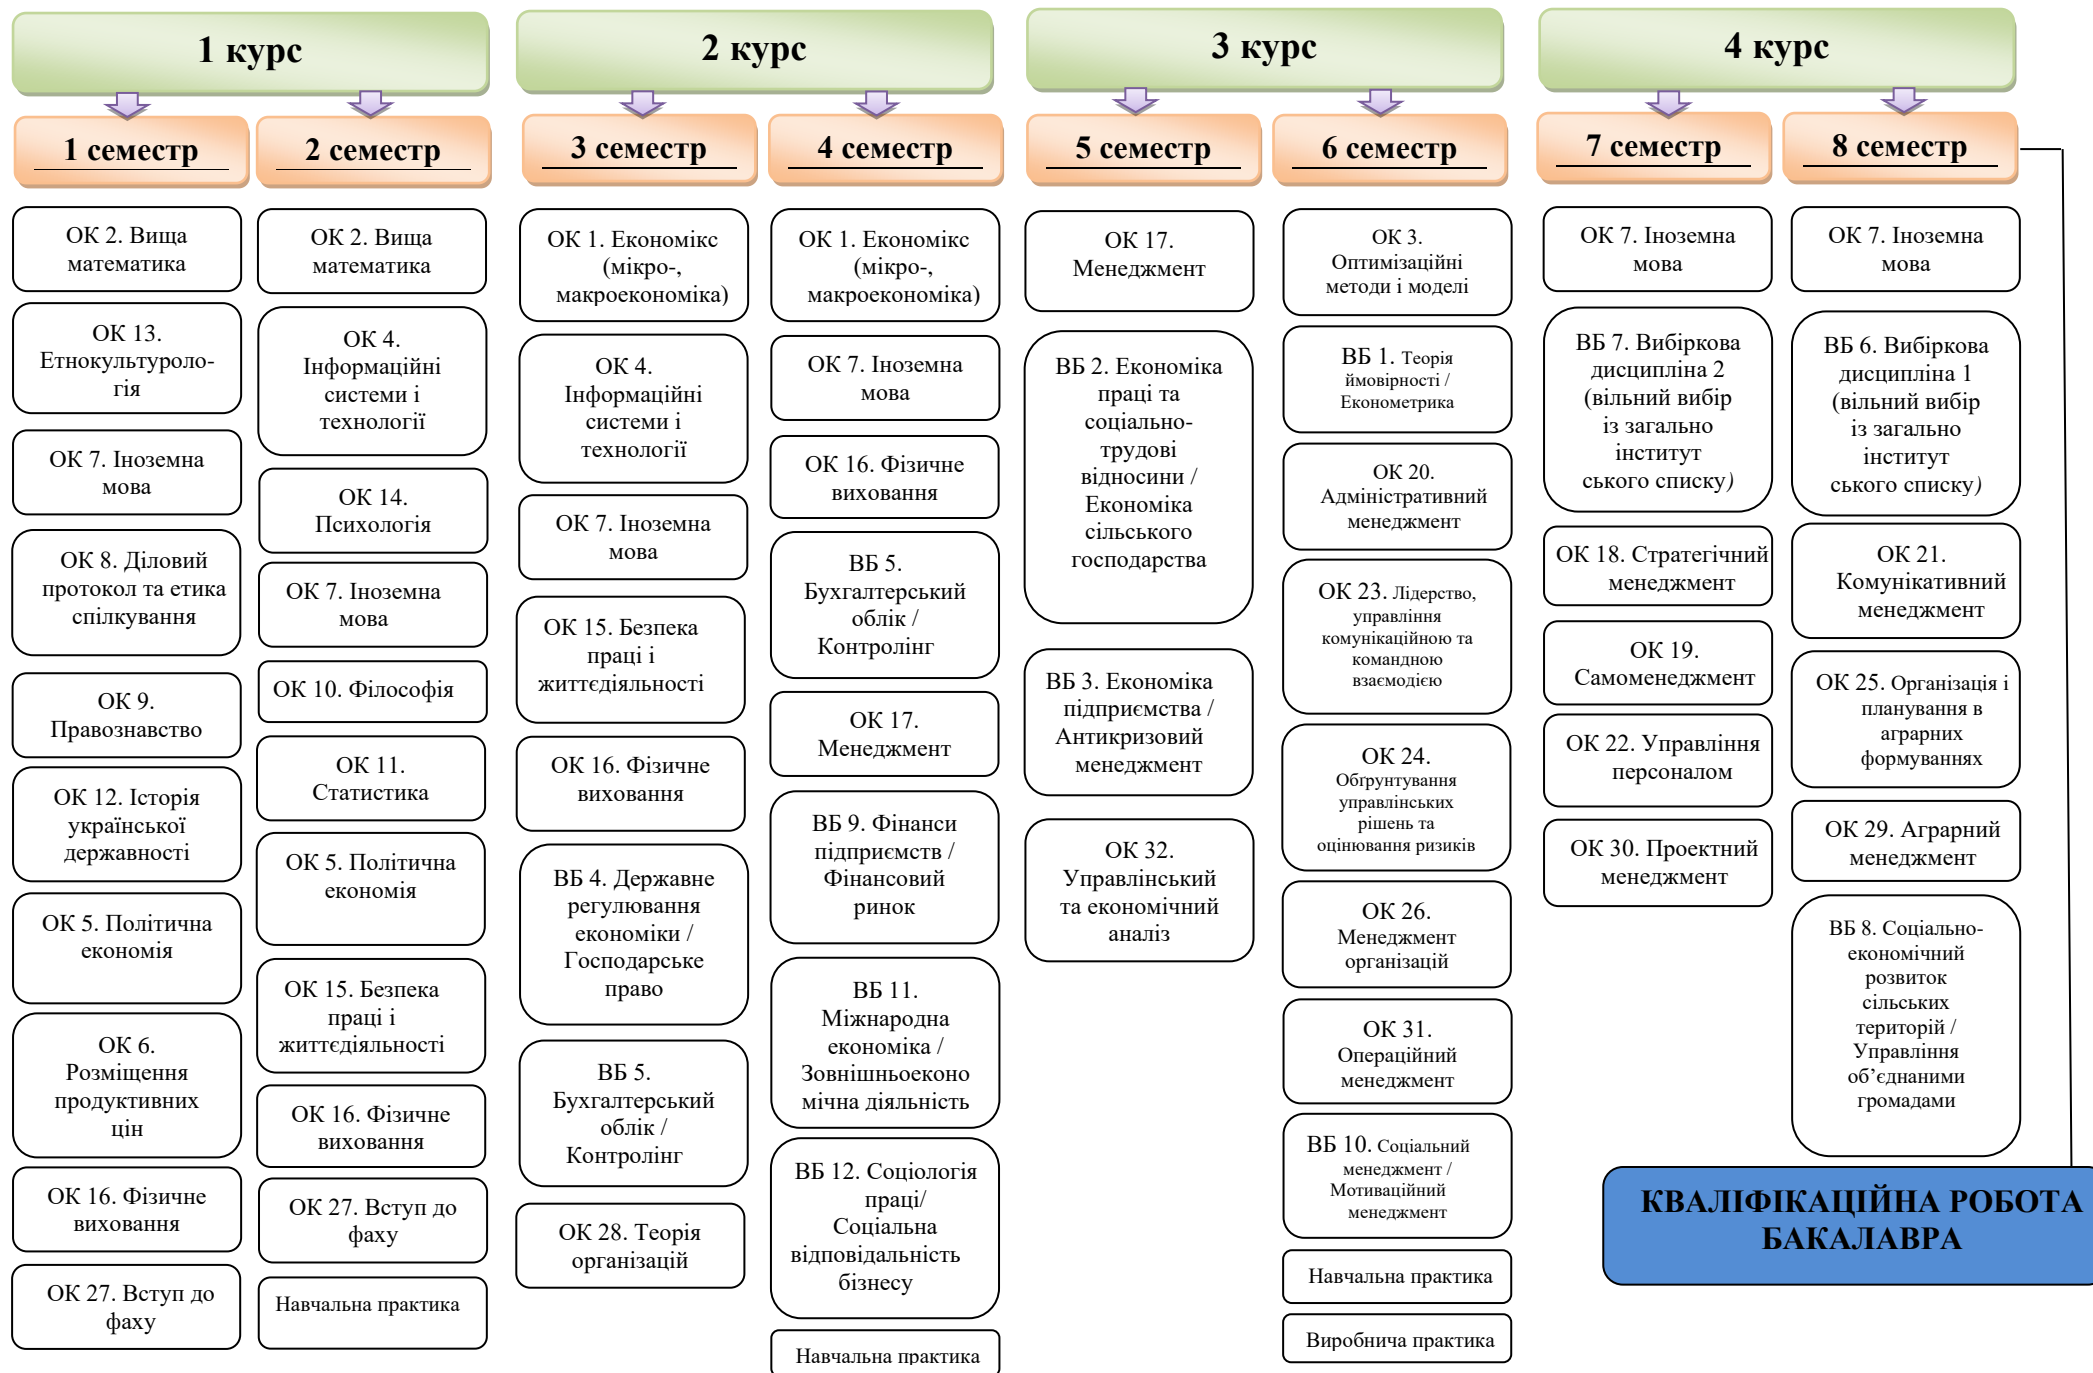 1 курс
1 семестр
2 семестр
ОК 2. Вища
математика
ОК 13.
Етнокультуроло-
гія
ОК 7. Іноземна
мова
ОК 8. Діловий
протокол та етика
спілкування
ОК 9.
Правознавство
ОК 12. Історія
української
державності
ОК 5. Політична
економія
ОК 6.
Розміщення
продуктивних
цін
ОК 16. Фізичне
виховання
ОК 27. Вступ до
фаху
ОК 2. Вища
математика
ОК 4.
Інформаційні
системи і
технології
ОК 14.
Психологія
ОК 7. Іноземна
мова
ОК 10. Філософія
ОК 11.
Статистика
ОК 5. Політична
економія
ОК 15. Безпека
праці і
життєдіяльності
ОК 16. Фізичне
виховання
ОК 27. Вступ до
фаху
Навчальна практика
2 курс
3 семестр
4 семестр
ОК 1. Економікс
(мікро-,
макроекономіка)
ОК 4.
Інформаційні
системи і
технології
ОК 7. Іноземна
мова
ОК 15. Безпека
праці і
життєдіяльності
ОК 16. Фізичне
виховання
ВБ 4. Державне
регулювання
економіки /
Господарське
право
ВБ 5.
Бухгалтерський
облік /
Контролінг
ОК 28. Теорія
організацій
ОК 1. Економікс
(мікро-,
макроекономіка)
ОК 7. Іноземна
мова
ОК 16. Фізичне
виховання
ВБ 5.
Бухгалтерський
облік /
Контролінг
ОК 17.
Менеджмент
ВБ 9. Фінанси
підприємств /
Фінансовий
ринок
ВБ 11.
Міжнародна
економіка /
Зовнішньоеконо
мічна діяльність
ВБ 12. Соціологія
праці/
Соціальна
відповідальність
бізнесу
Навчальна практика
3 курс
5 семестр
6 семестр
ОК 17.
Менеджмент
ВБ 2. Економіка
праці та
соціально-
трудові
відносини /
Економіка
сільського
господарства
ВБ 3. Економіка
підприємства /
Антикризовий
менеджмент
ОК 32.
Управлінський
та економічний
аналіз
ОК 3.
Оптимізаційні
методи і моделі
ВБ 1. Теорія
ймовірності /
Економетрика
ОК 20.
Адміністративний
менеджмент
ОК 23. Лідерство,
управління
комунікаційною та
командною
взаємодією
ОК 24.
Обґрунтування
управлінських
рішень та
оцінювання ризиків
ОК 26.
Менеджмент
організацій
ОК 31.
Операційний
менеджмент
ВБ 10. Соціальний
менеджмент /
Мотиваційний
менеджмент
Навчальна практика
Виробнича практика
4 курс
7 семестр
8 семестр
ОК 7. Іноземна
мова
ВБ 7. Вибіркова
дисципліна 2
(вільний вибір
із загально
інститут
ського списку)
ОК 18. Стратегічний
менеджмент
ОК 19.
Самоменеджмент
ОК 22. Управління
персоналом
ОК 30. Проектний
менеджмент
ОК 7. Іноземна
мова
ВБ 6. Вибіркова
дисципліна 1
(вільний вибір
із загально
інститут
ського списку)
ОК 21.
Комунікативний
менеджмент
ОК 25. Організація і
планування в
аграрних
формуваннях
ОК 29. Аграрний
менеджмент
ВБ 8. Соціально-
економічний
розвиток
сільських
територій /
Управління
об’єднаними
громадами
КВАЛІФІКАЦІЙНА РОБОТА
БАКАЛАВРА